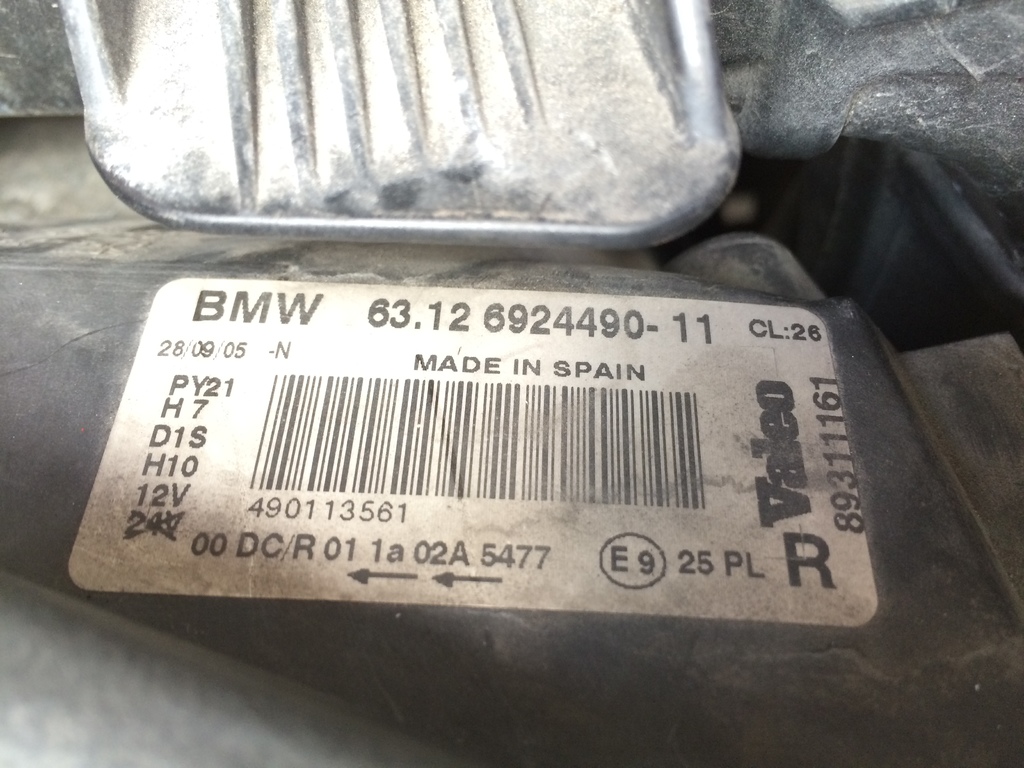 BMW 63.12 6924490-11 CL:26
28/09/05 -N
MADE IN SPAIN
PY21
H7
D1S
H10
12V
24V
490113561
00 DC/R 01 1a 02A 5477
E9 25 PL R
Valeo
89311161